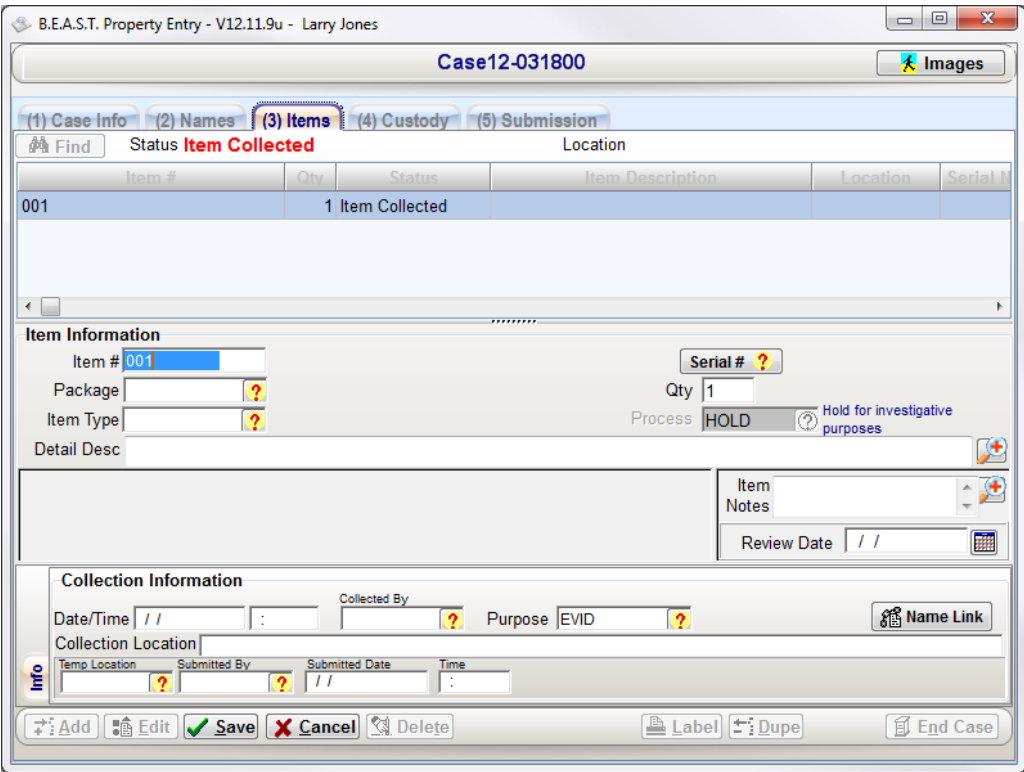 B.E.A.S.T. Property Entry - V12.11.9u - Larry Jones
Case12-031800
Images
(1) Case Info (2) Names (3) Items (4) Custody (5) Submission
Find Status Item Collected Location
Item # Qty Status Item Description Location Serial N
001 1 Item Collected
Item Information
Item # 001 Serial # ?
Package ? Qty 1
Item Type ? Process HOLD ? Hold for investigative
purposes
Detail Desc
Item
Notes
Review Date / /
Collection Information
Collected By
Date/Time / / : ? Purpose EVID ? Name Link
Collection Location
Info
Temp Location Submitted By Submitted Date Time
? ? / / :
Add Edit Save Cancel Delete Label Dupe End Case